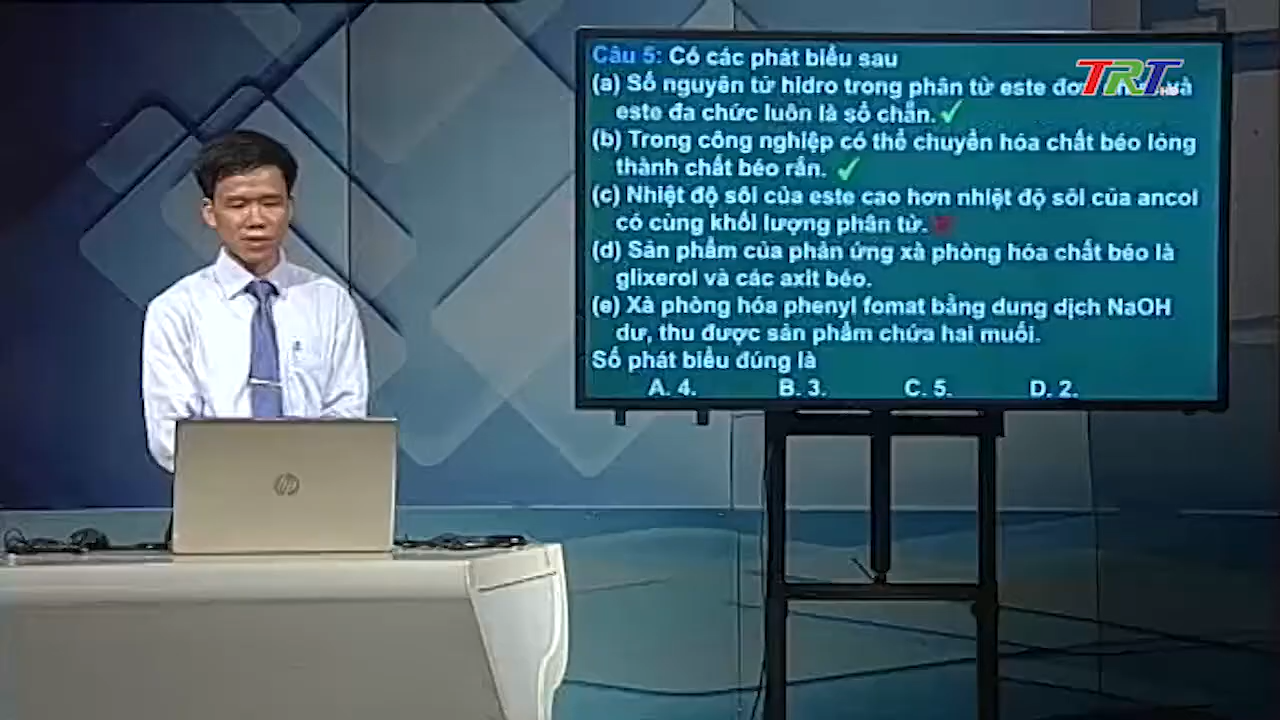 TRT
HD
Câu 5: Có các phát biểu sau
(a) Số nguyên tử hidro trong phân tử este
este đa chức luôn là số chẵn.
(b) Trong công nghiệp có thể chuyển hóa chất béo lỏng
thành chất béo rắn.
(c) Nhiệt độ sôi của este cao hơn nhiệt độ sôi của ancol
có cùng khối lượng phân tử.
(d) Sản phẩm của phản ứng xà phòng hóa chất béo là
glixerol và các axit béo.
(e) Xà phòng hóa phenyl fomat bằng dung dịch NaOH
dư, thu được sản phẩm chứa hai muối.
Số phát biểu đúng là
A. 4. B. 3. C. 5. D. 2.
hp